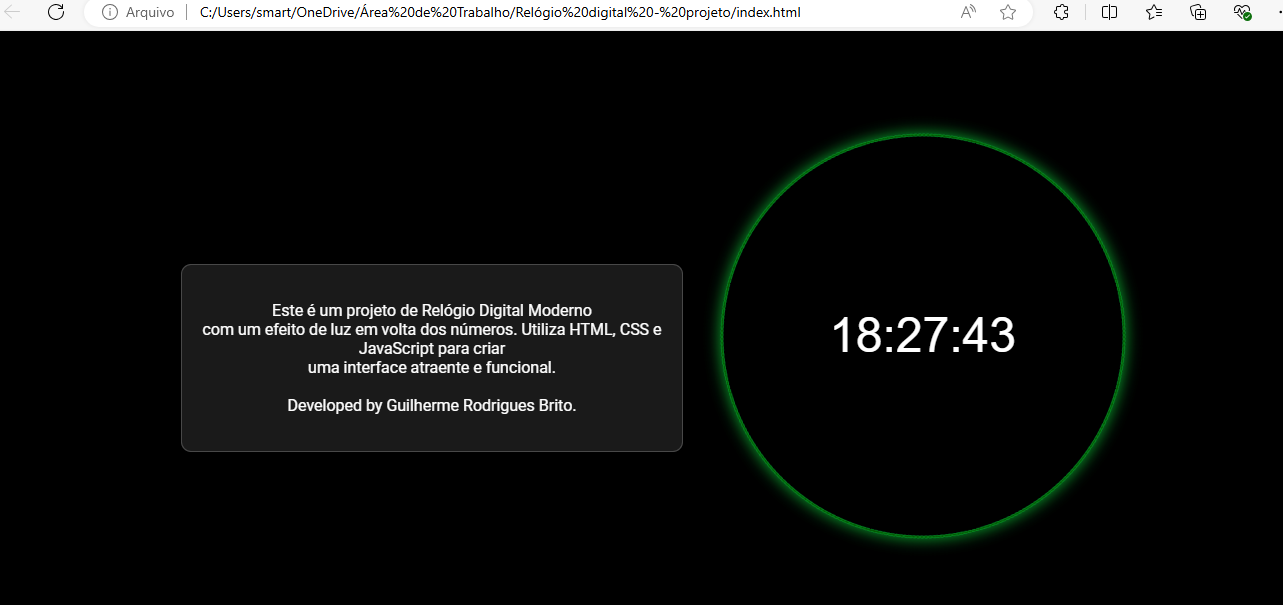 Arquivo C:/Users/smart/OneDrive/Área%20de%20Trabalho/Relógio%20digital%20-%20projeto/index.html
Este é um projeto de Relógio Digital Moderno
com um efeito de luz em volta dos números. Utiliza HTML, CSS e
JavaScript para criar
uma interface atraente e funcional.
Developed by Guilherme Rodrigues Brito.
18:27:43